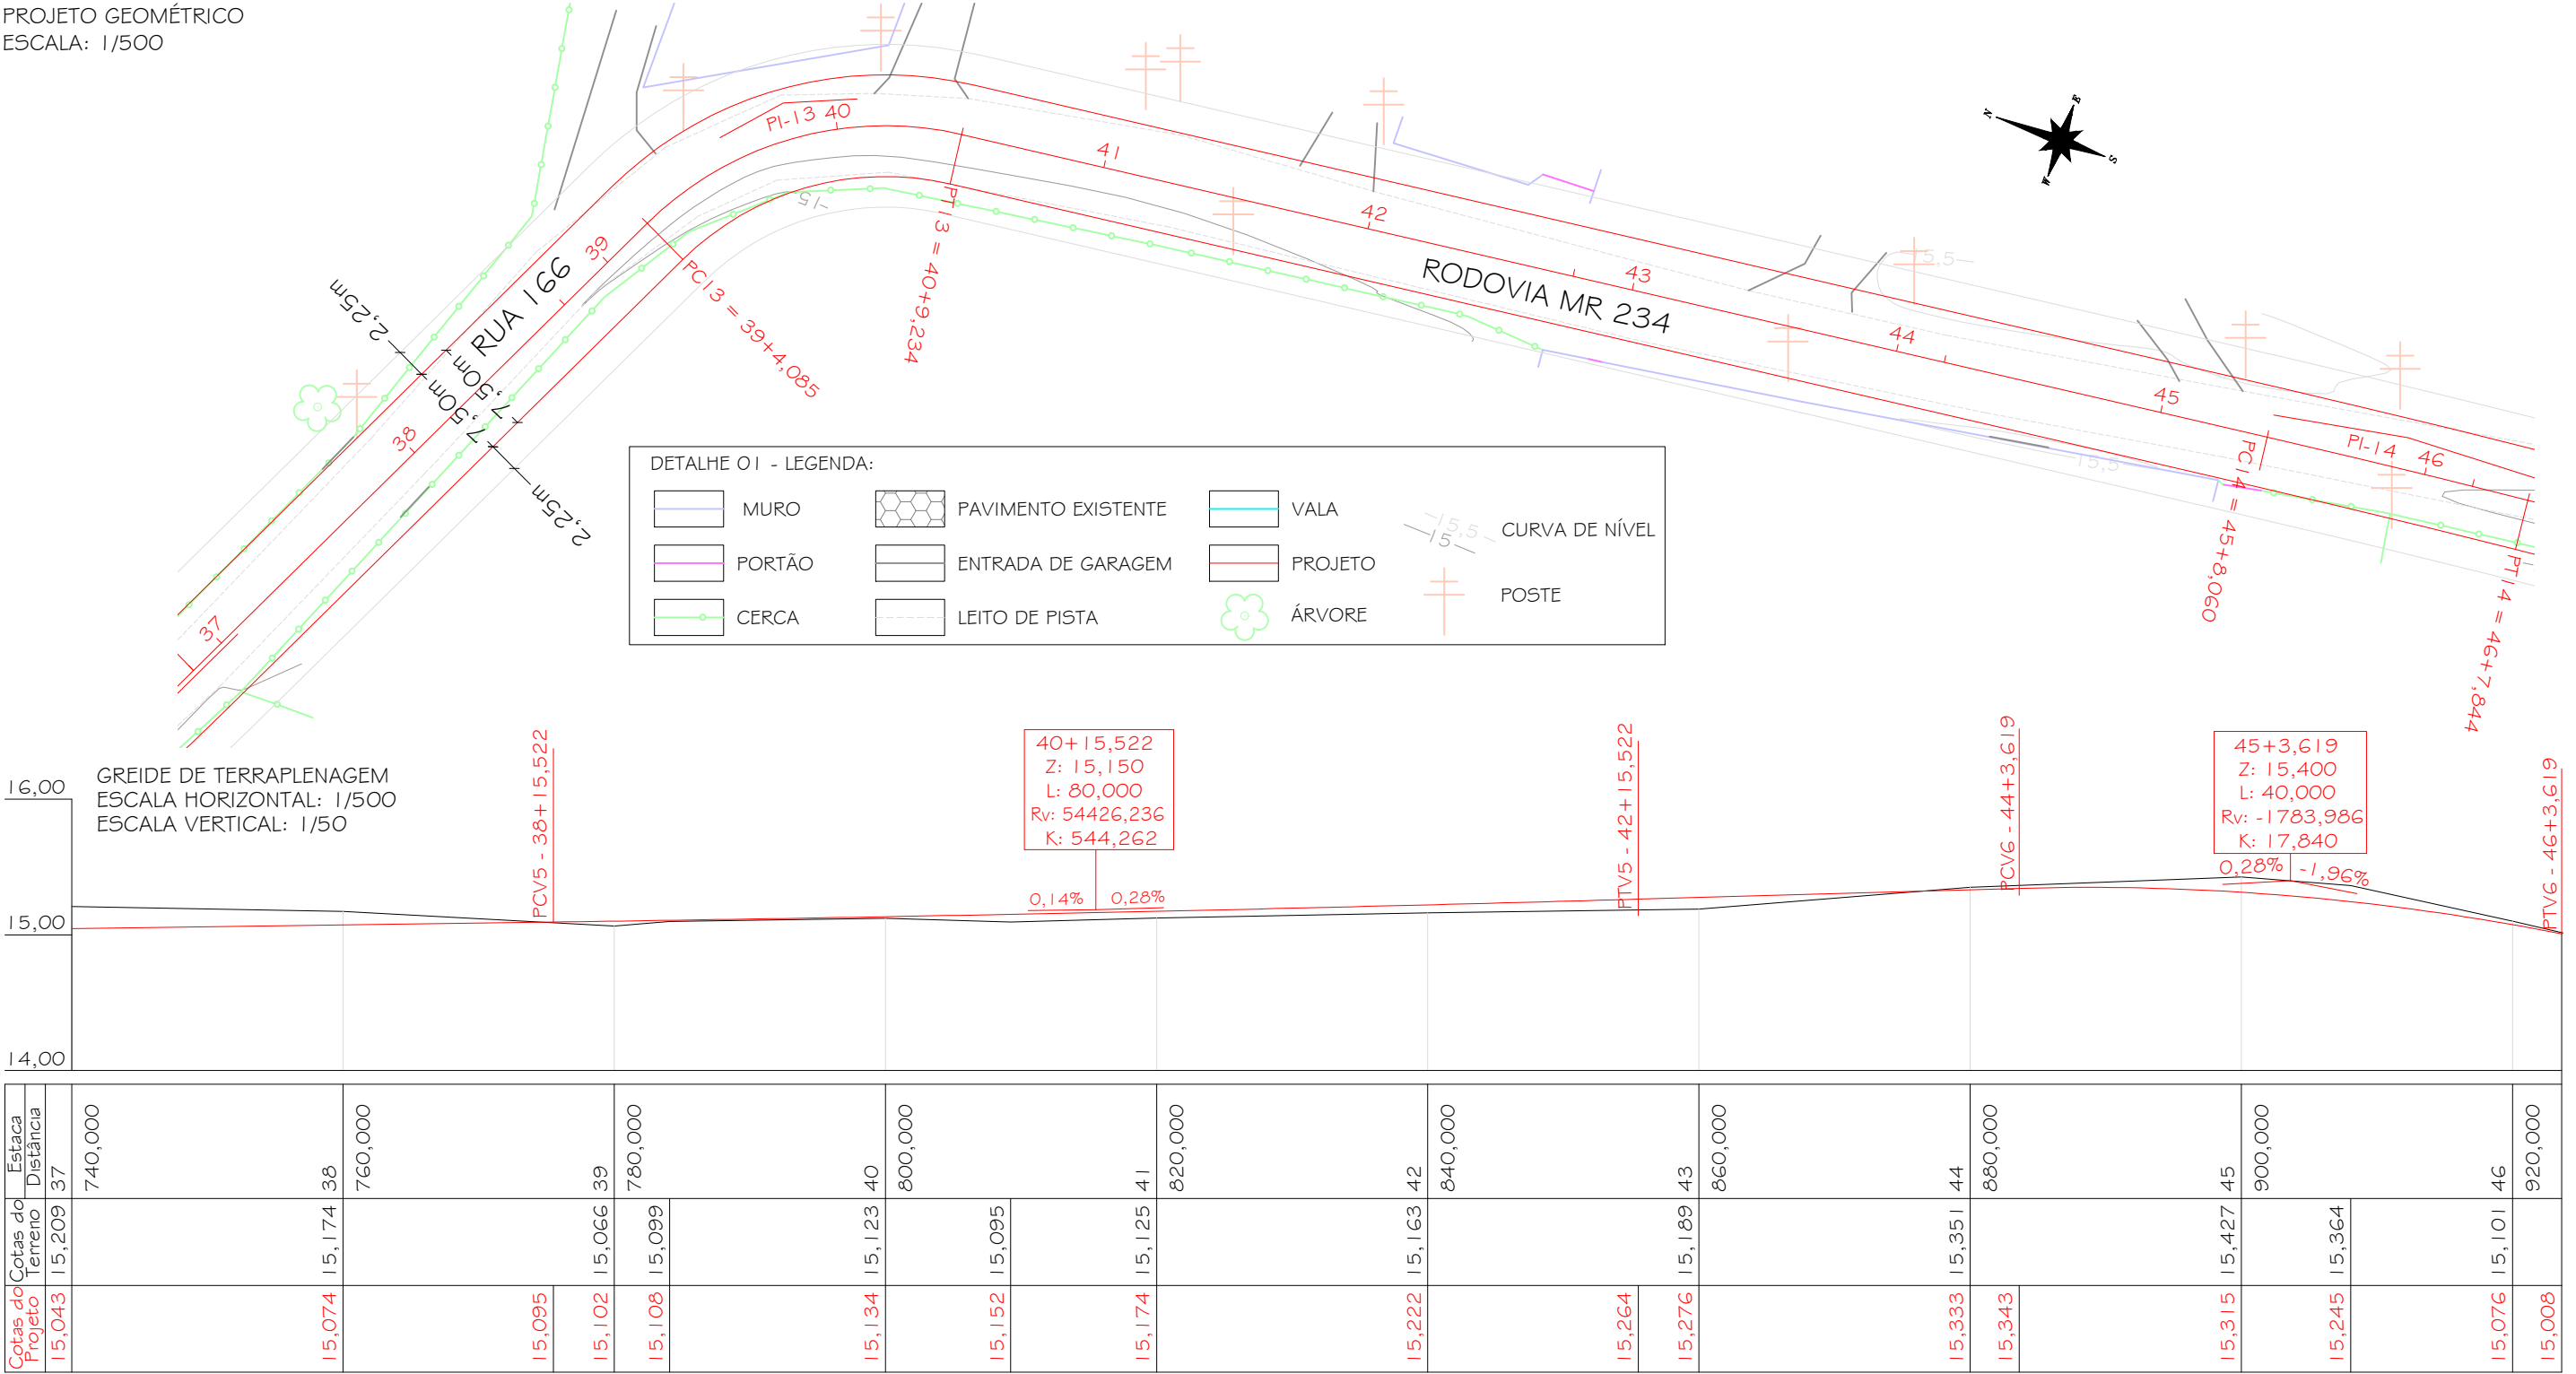 PROJETO GEOMÉTRICO
ESCALA: 1/500
PI-13 40
41
42
43
44
45
PI-14 46
39
38
37
RUA 166
RODOVIA MR 234
2,25m
7,50m
7,50m
2,25m
PC13 = 39+4,085
PT13 = 40+9,234
PC14 = 45+8,060
PT14 = 46+7,844
-15
15,5
15,5
N
E
S
W
DETALHE 01 - LEGENDA:
MURO
PAVIMENTO EXISTENTE
VALA
15,5
15
CURVA DE NÍVEL
PORTÃO
ENTRADA DE GARAGEM
PROJETO
CERCA
LEITO DE PISTA
ÁRVORE
POSTE
GREIDE DE TERRAPLENAGEM
ESCALA HORIZONTAL: 1/500
ESCALA VERTICAL: 1/50
16,00
15,00
14,00
PCV5 - 38+15,522
40+15,522
Z: 15,150
L: 80,000
Rv: 54426,236
K: 544,262
0,14% 0,28%
PTV5 - 42+15,522
PCV6 - 44+3,619
45+3,619
Z: 15,400
L: 40,000
Rv: -1783,986
K: 17,840
0,28% -1,96%
PTV6 - 46+3,619
Estaca
Distância
37 740,000 38 760,000 39 780,000 40 800,000 41 820,000 42 840,000 43 860,000 44 880,000 45 900,000 46 920,000
Cotas do
Terreno
15,209 15,174 15,066 15,099 15,123 15,095 15,125 15,163 15,189 15,351 15,427 15,364 15,101
Cotas do
Projeto
15,043 15,074 15,095 15,102 15,108 15,134 15,152 15,174 15,222 15,264 15,276 15,333 15,343 15,315 15,245 15,076 15,008